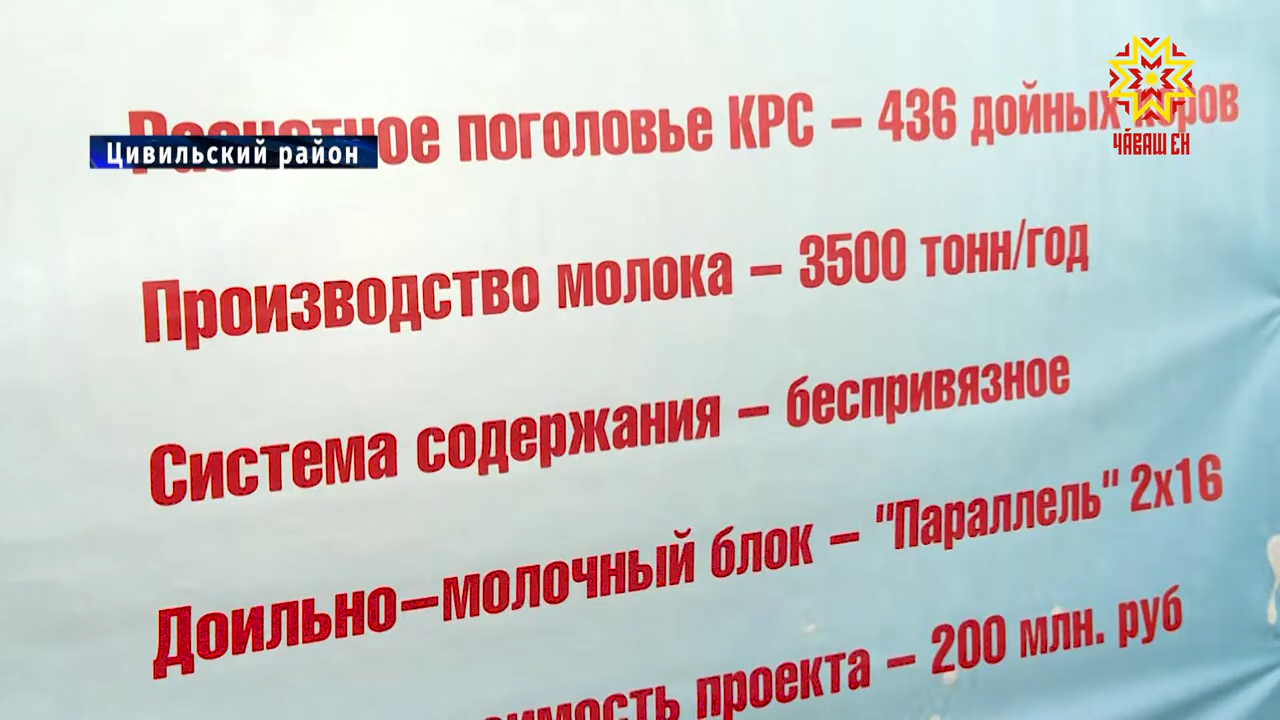 поголовье КРС – 436 дойных
Цивильский район
ЧӐВАШ ЕН
Производство молока – 3500 тонн/год
Система содержания – беспривязное
Доильно–молочный блок – "Параллель" 2х16
проекта – 200 млн. руб